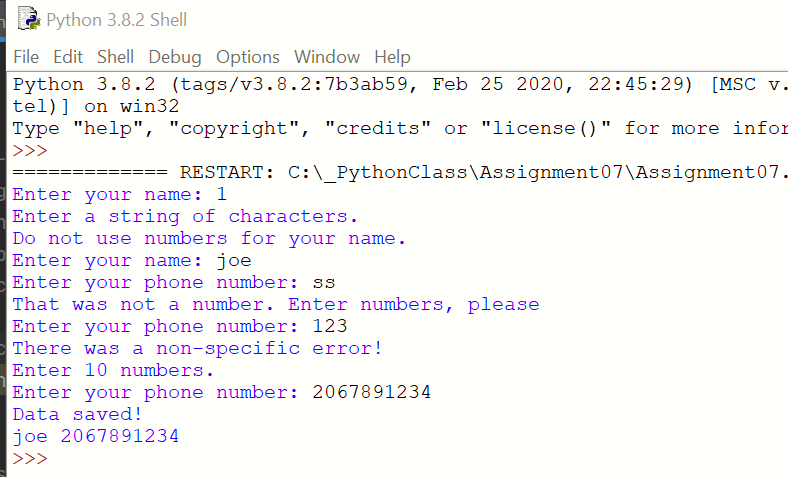 Python 3.8.2 Shell
File Edit Shell Debug Options Window Help
Python 3.8.2 (tags/v3.8.2:7b3ab59, Feb 25 2020, 22:45:29) [MSC v.
tel)] on win32
Type "help", "copyright", "credits" or "license()" for more infor
>>>
============= RESTART: C:\_PythonClass\Assignment07\Assignment07.
Enter your name: 1
Enter a string of characters.
Do not use numbers for your name.
Enter your name: joe
Enter your phone number: ss
That was not a number. Enter numbers, please
Enter your phone number: 123
There was a non-specific error!
Enter 10 numbers.
Enter your phone number: 2067891234
Data saved!
joe 2067891234
>>>